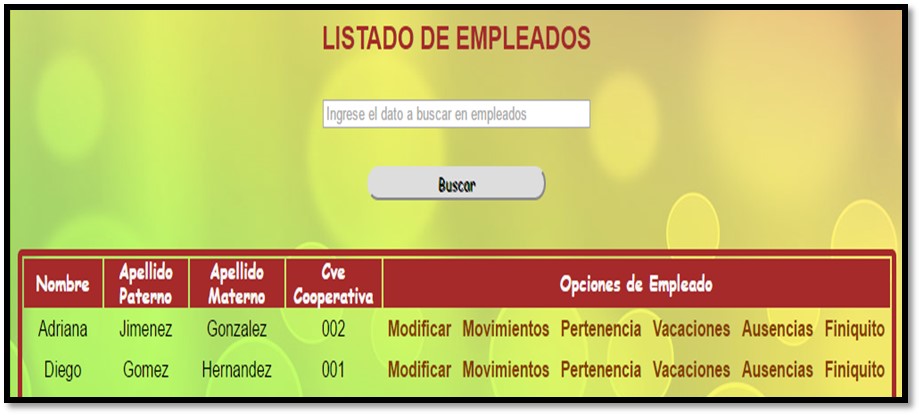 LISTADO DE EMPLEADOS
Ingrese el dato a buscar en empleados
Buscar
Nombre Apellido Paterno Apellido Materno Cve Cooperativa Opciones de Empleado
Adriana Jimenez Gonzalez 002 Modificar Movimientos Pertenencia Vacaciones Ausencias Finiquito
Diego Gomez Hernandez 001 Modificar Movimientos Pertenencia Vacaciones Ausencias Finiquito